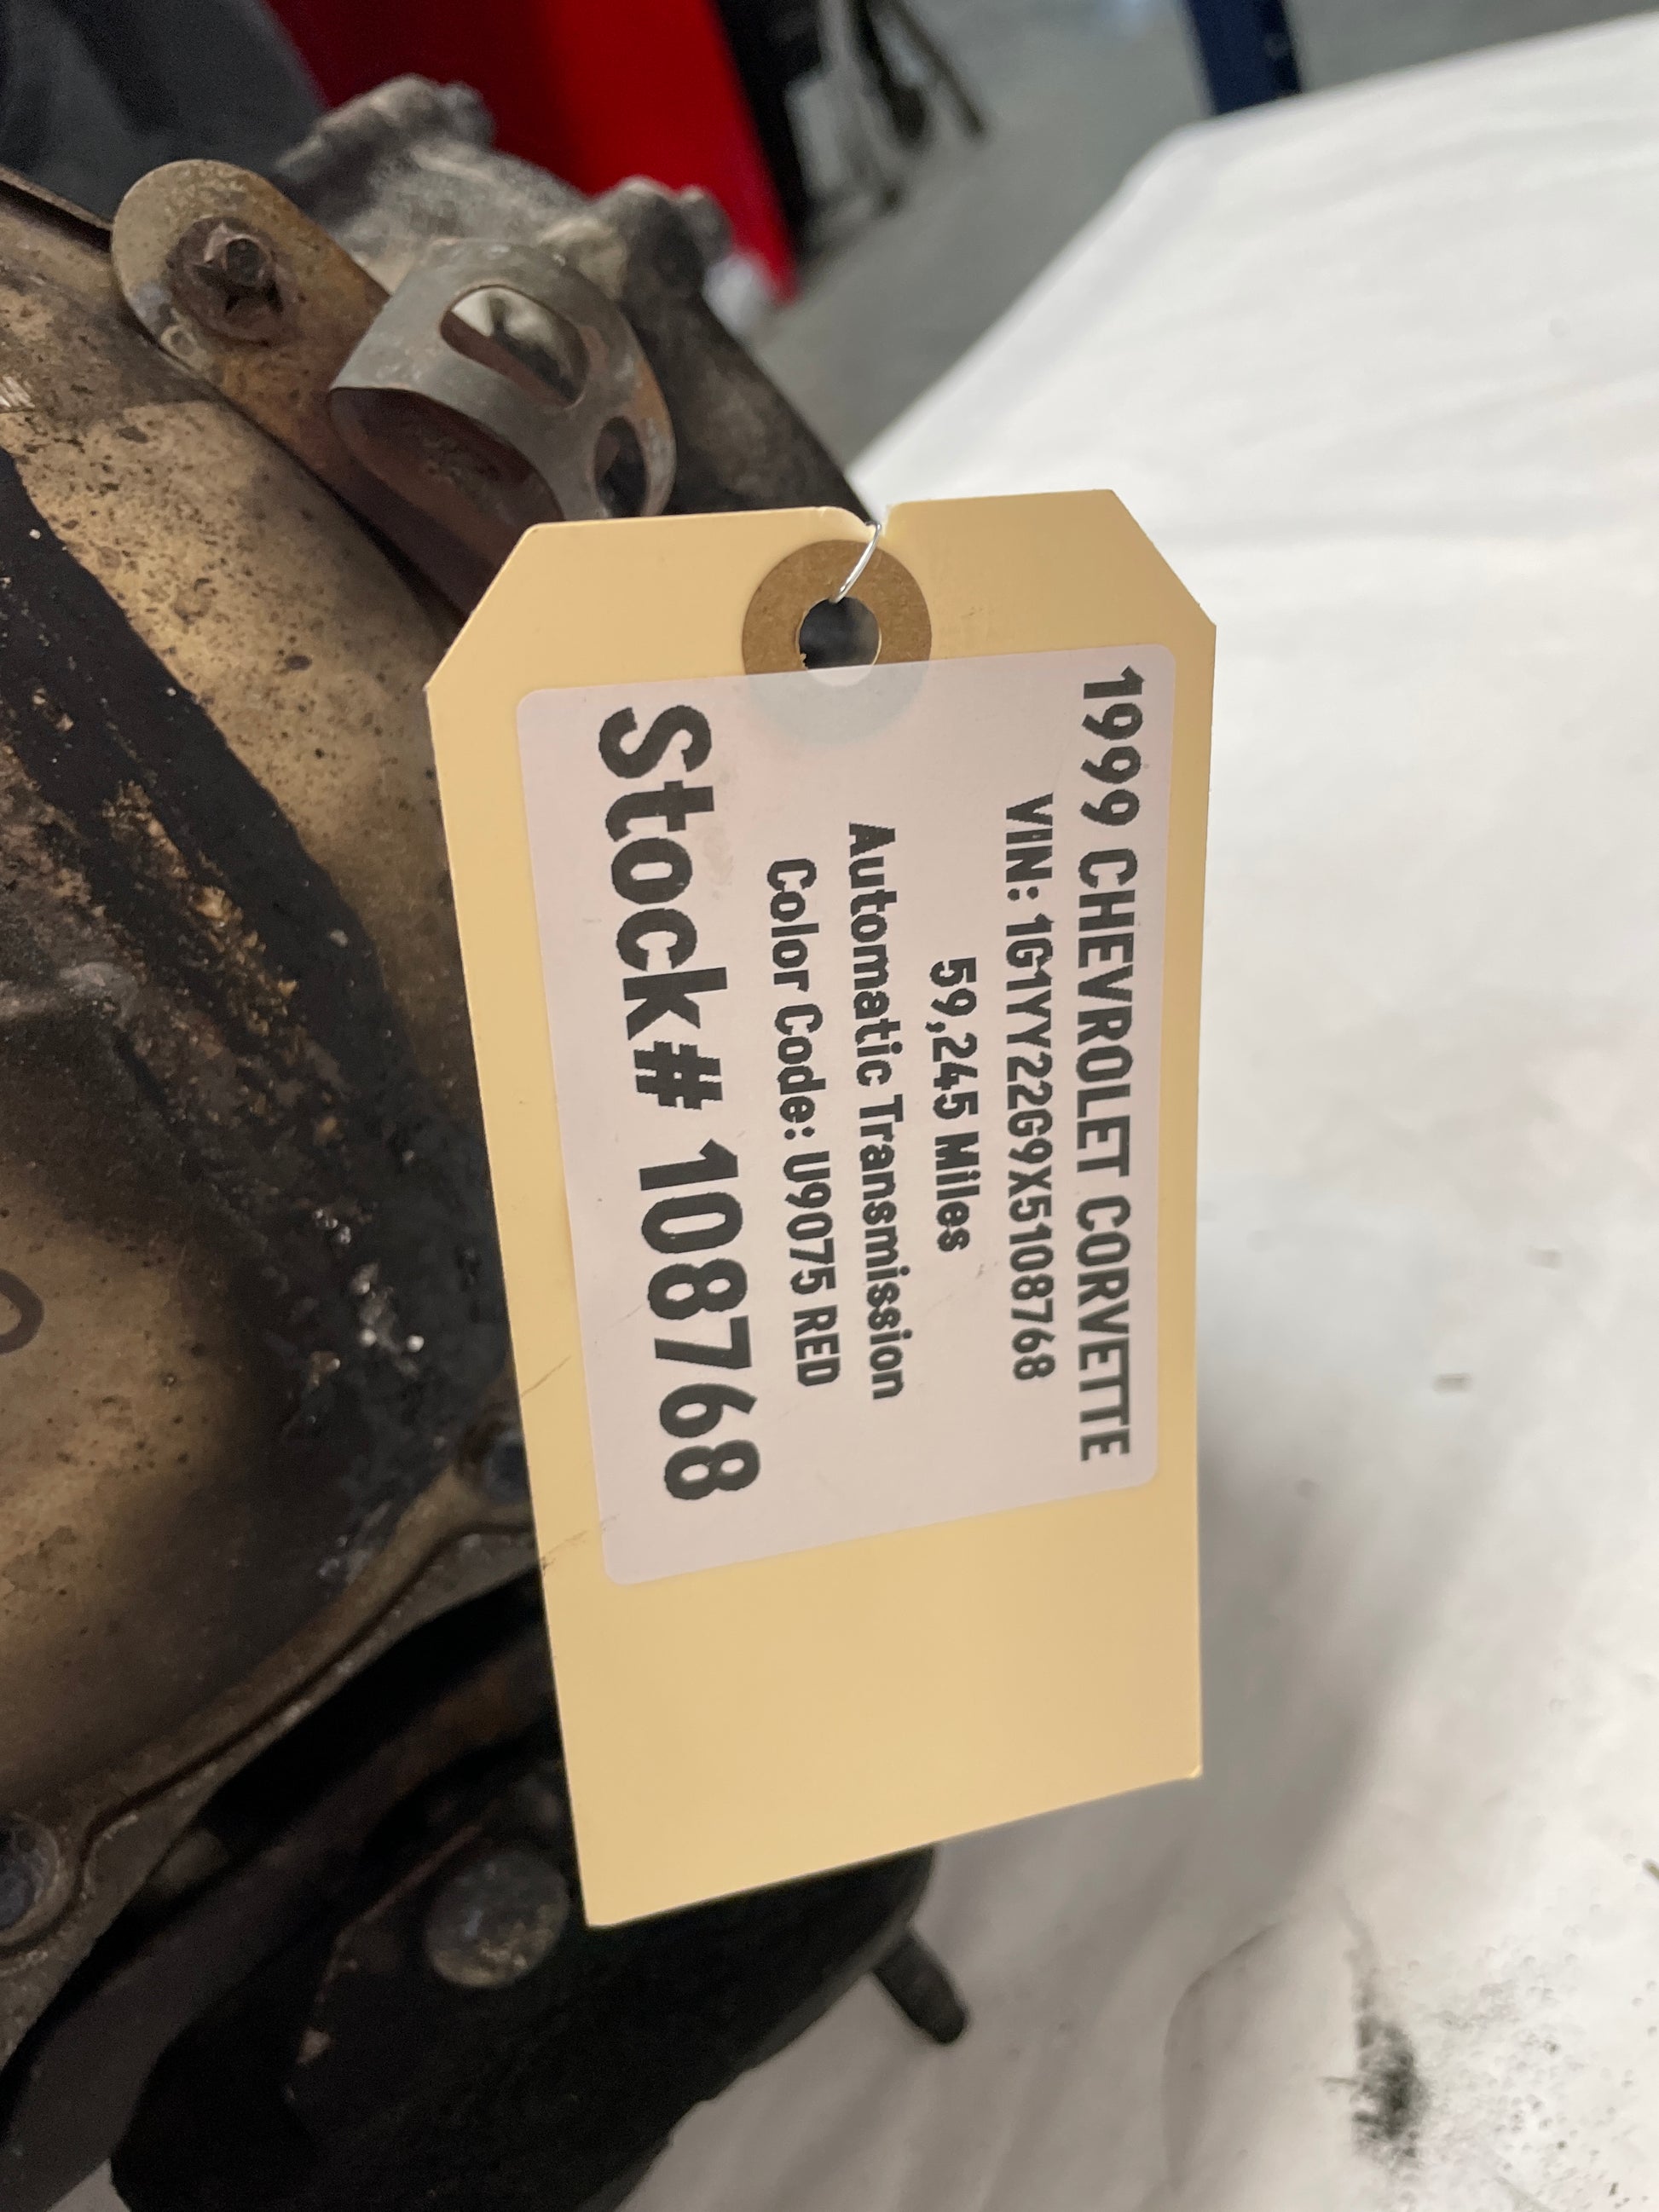 1999 CHEVROLET CORVETTE
VIN: 1G1YY22G9X5108768
59,245 Miles
Automatic Transmission
Color Code: U9075 RED
Stock# 108768